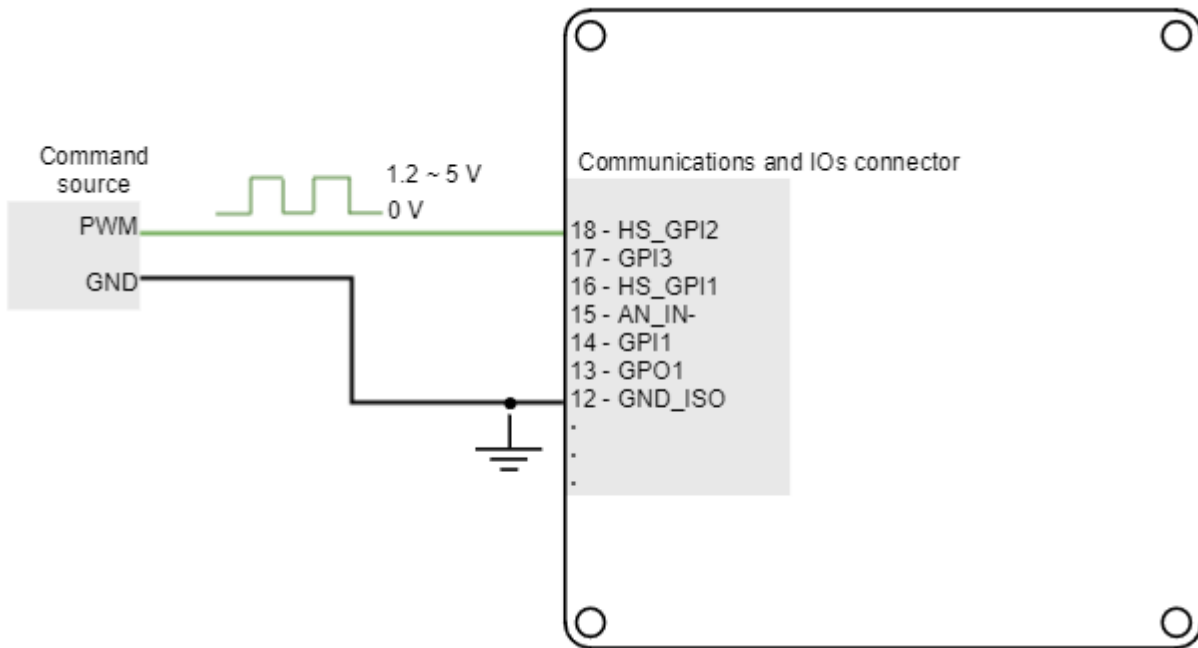 Command
source
PWM
GND
1.2 ~ 5 V
0 V
Communications and IOs connector
18 - HS_GPI2
17 - GPI3
16 - HS_GPI1
15 - AN_IN-
14 - GPI1
13 - GPO1
12 - GND_ISO
.
.
.